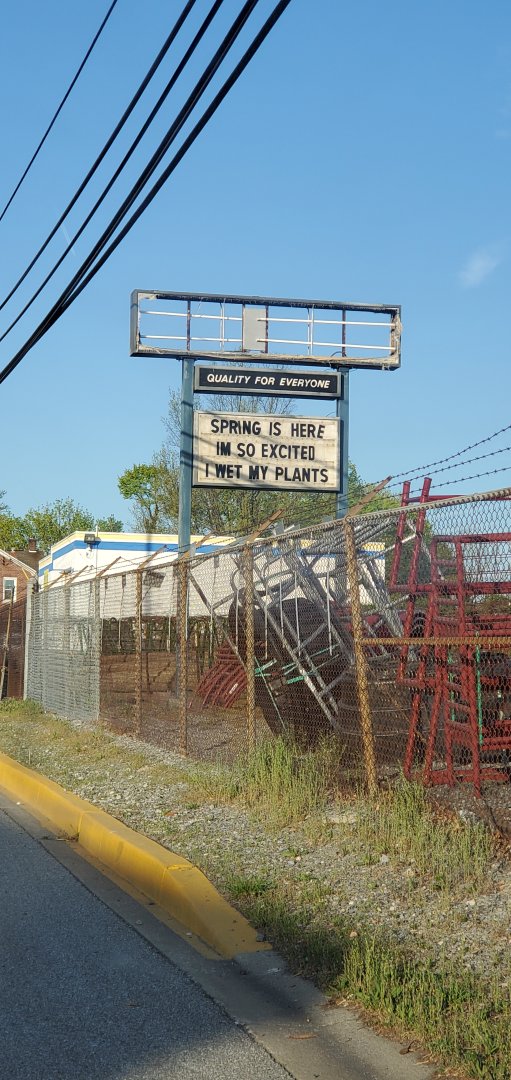 QUALITY FOR EVERYONE
SPRING IS HERE
IM SO EXCITED
I WET MY PLANTS